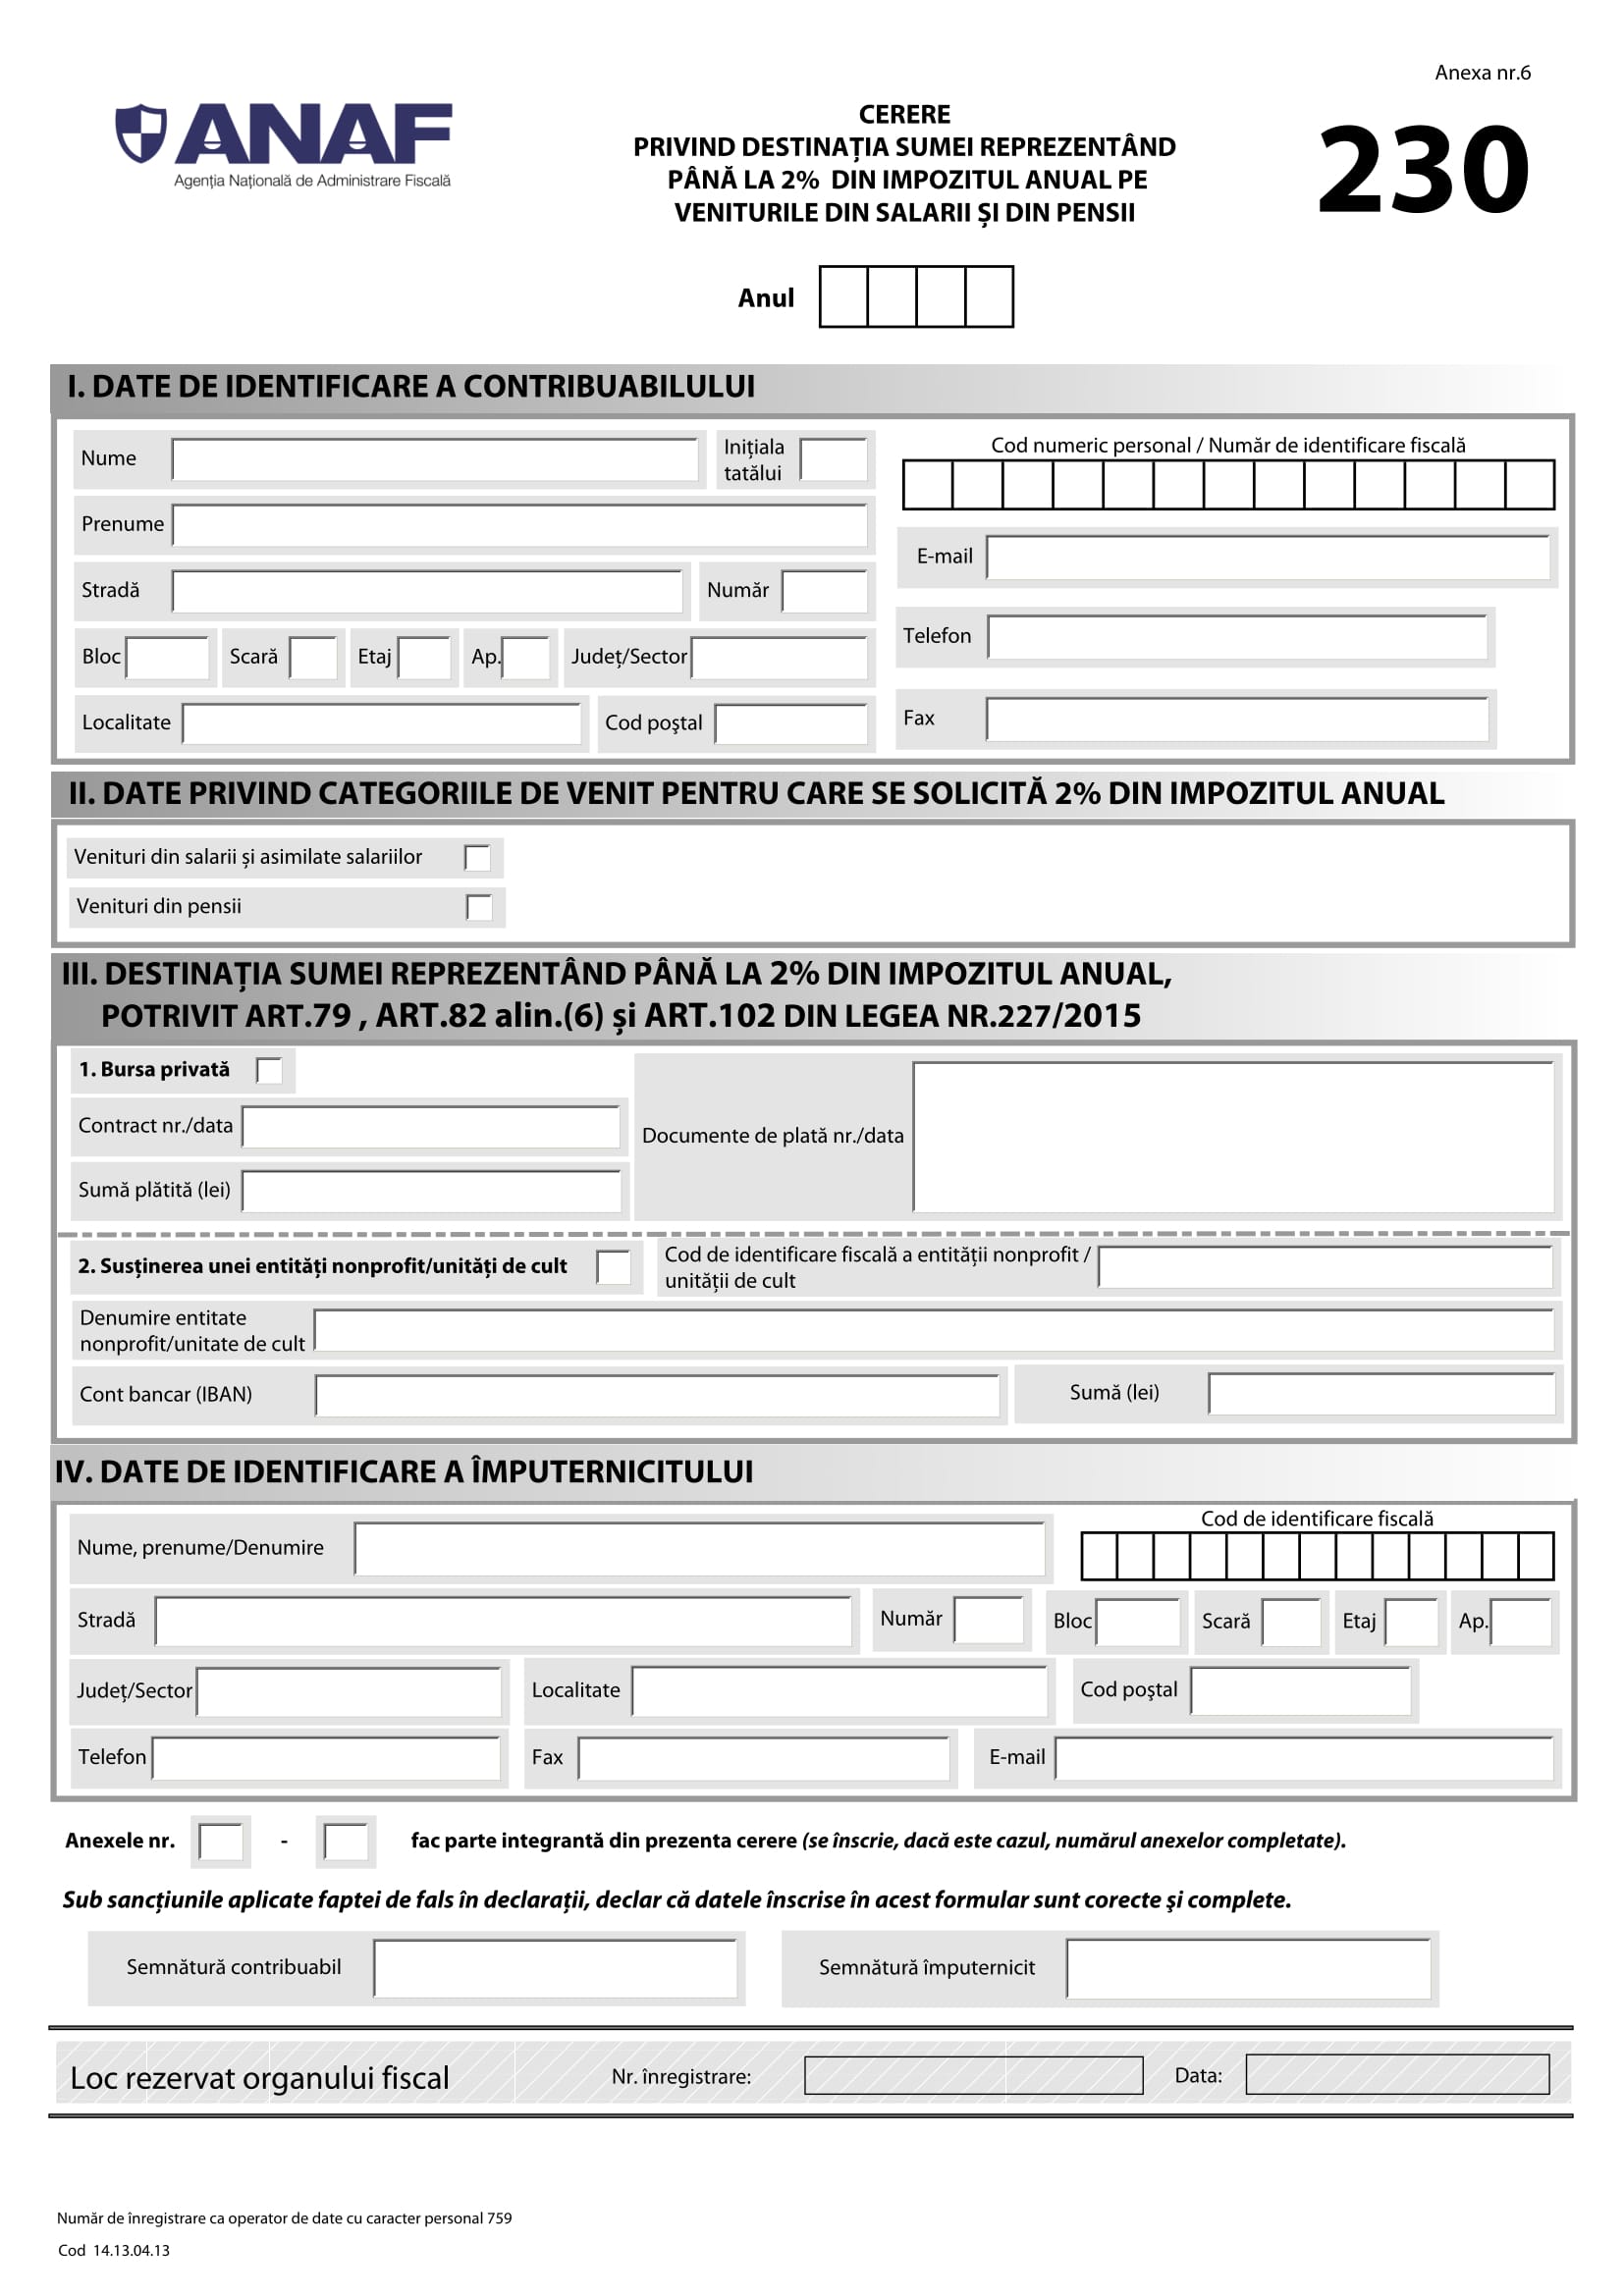 Anexa nr.6
ANAF
Agenția Națională de Administrare Fiscală
CERERE
PRIVIND DESTINAȚIA SUMEI REPREZENTÂND
PÂNĂ LA 2% DIN IMPOZITUL ANUAL PE
VENITURILE DIN SALARII ȘI DIN PENSII
230
Anul
I. DATE DE IDENTIFICARE A CONTRIBUABILULUI
Nume
Inițiala
tatălui
Cod numeric personal / Număr de identificare fiscală
Prenume
E-mail
Stradă
Număr
Telefon
Bloc
Scară
Etaj
Ap.
Județ/Sector
Localitate
Cod poştal
Fax
II. DATE PRIVIND CATEGORIILE DE VENIT PENTRU CARE SE SOLICITĂ 2% DIN IMPOZITUL ANUAL
Venituri din salarii și asimilate salariilor
Venituri din pensii
III. DESTINAȚIA SUMEI REPREZENTÂND PÂNĂ LA 2% DIN IMPOZITUL ANUAL,
POTRIVIT ART.79 , ART.82 alin.(6) și ART.102 DIN LEGEA NR.227/2015
1. Bursa privată
Contract nr./data
Documente de plată nr./data
Sumă plătită (lei)
2. Susținerea unei entități nonprofit/unități de cult
Cod de identificare fiscală a entității nonprofit /
unității de cult
Denumire entitate
nonprofit/unitate de cult
Cont bancar (IBAN)
Sumă (lei)
IV. DATE DE IDENTIFICARE A ÎMPUTERNICITULUI
Nume, prenume/Denumire
Cod de identificare fiscală
Stradă
Număr
Bloc
Scară
Etaj
Ap.
Județ/Sector
Localitate
Cod poştal
Telefon
Fax
E-mail
Anexele nr. - fac parte integrantă din prezenta cerere (se înscrie, dacă este cazul, numărul anexelor completate).
Sub sancțiunile aplicate faptei de fals în declarații, declar că datele înscrise în acest formular sunt corecte şi complete.
Semnătură contribuabil
Semnătură împuternicit
Loc rezervat organului fiscal
Nr. înregistrare:
Data:
Număr de înregistrare ca operator de date cu caracter personal 759
Cod 14.13.04.13